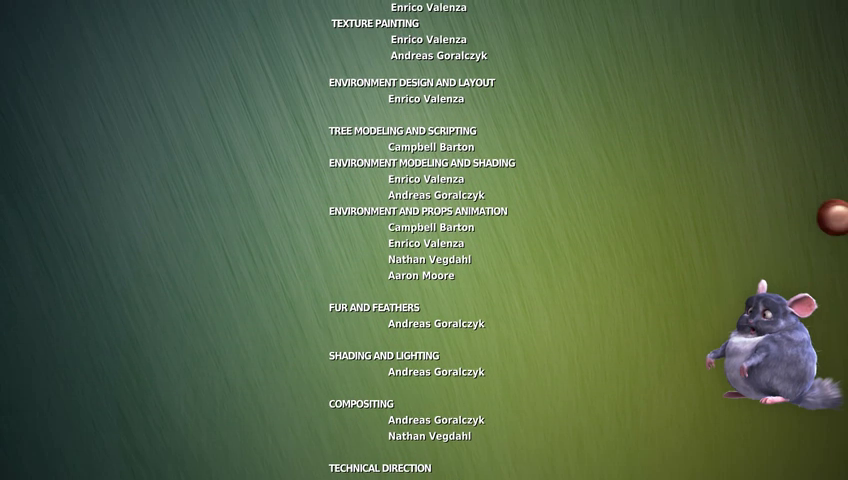 Enrico Valenza
TEXTURE PAINTING
Enrico Valenza
Andreas Goralczyk
ENVIRONMENT DESIGN AND LAYOUT
Enrico Valenza
TREE MODELING AND SCRIPTING
Campbell Barton
ENVIRONMENT MODELING AND SHADING
Enrico Valenza
Andreas Goralczyk
ENVIRONMENT AND PROPS ANIMATION
Campbell Barton
Enrico Valenza
Nathan Vegdahl
Aaron Moore
FUR AND FEATHERS
Andreas Goralczyk
SHADING AND LIGHTING
Andreas Goralczyk
COMPOSITING
Andreas Goralczyk
Nathan Vegdahl
TECHNICAL DIRECTION